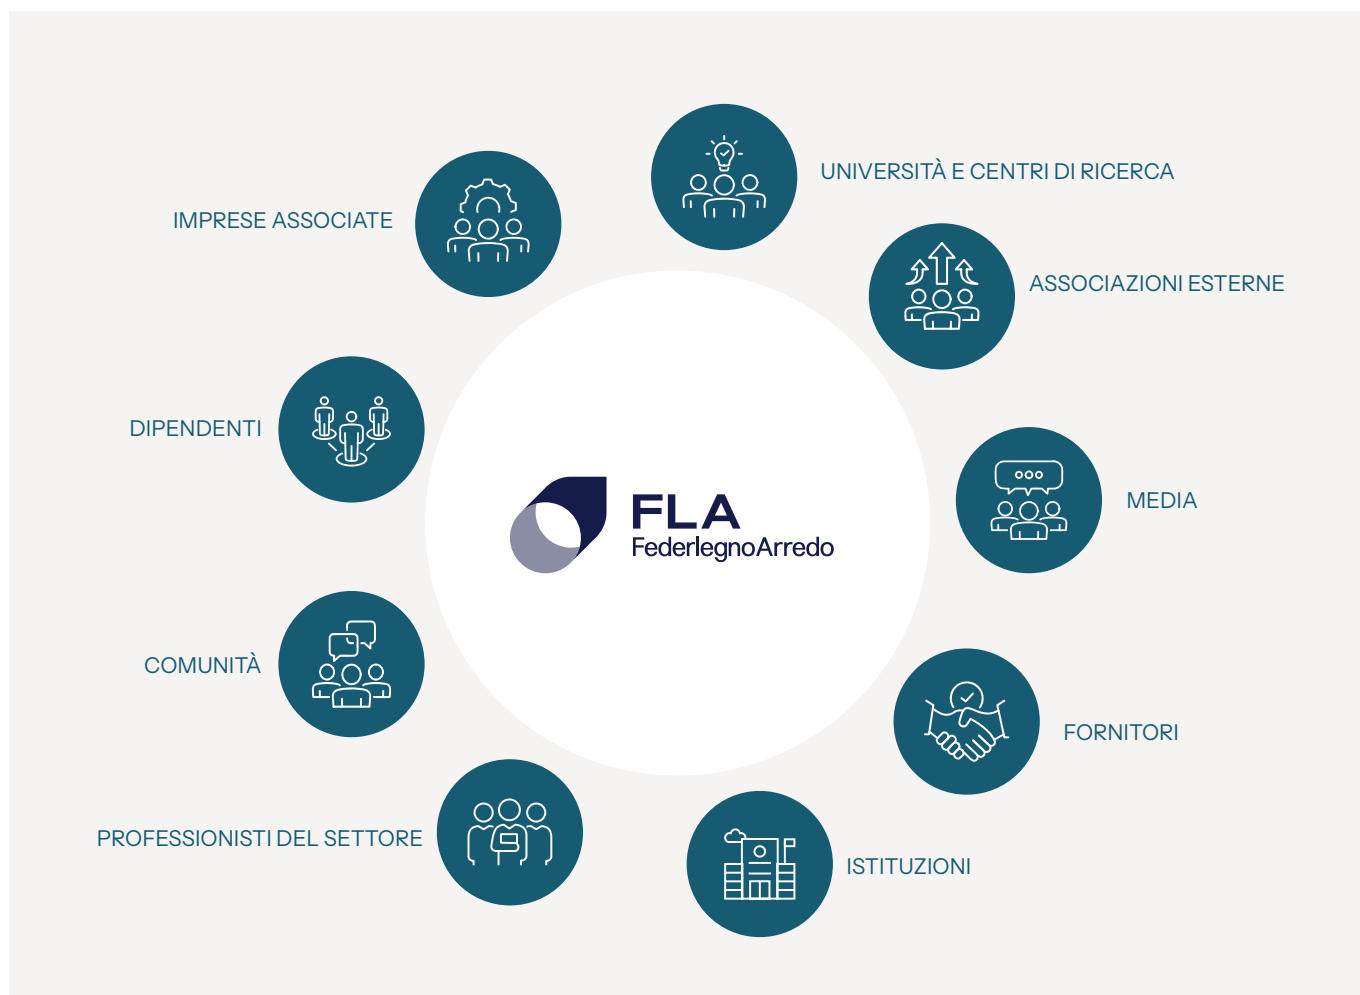 UNIVERSITÀ E CENTRI DI RICERCA
IMPRESE ASSOCIATE
ASSOCIAZIONI ESTERNE
DIPENDENTI
MEDIA
FLA
FederlegnoArredo
COMUNITÀ
FORNITORI
PROFESSIONISTI DEL SETTORE
ISTITUZIONI